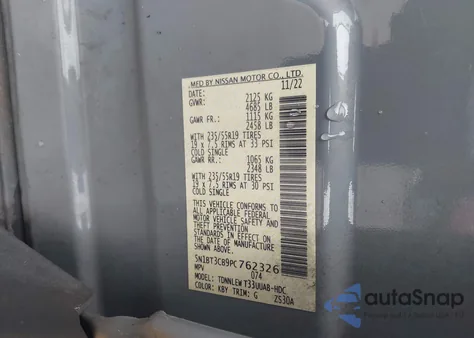 MFD BY NISSAN MOTOR CO., LTD.
11/22
GVWR: 2125 KG
4685 LB
GAWR FR.: 1115 KG
2458 LB
WITH 235/55R19 TIRES
19 x 7.5 RIMS AT 33 PSI
COLD SINGLE
GAWR RR.: 1065 KG
2348 LB
WITH 235/55R19 TIRES
19 x 7.5 RIMS AT 30 PSI
COLD SINGLE
THIS VEHICLE CONFORMS TO
ALL APPLICABLE FEDERAL
MOTOR VEHICLE SAFETY AND
THEFT PREVENTION
STANDARDS IN EFFECT ON
THE DATE OF MANUFACTURE
SHOWN ABOVE.
5N1BT3CB9PC762326
MPV 074
TDNNLEW T33UUA8-HDC
COLOR: KBY TRIM: G ZS30A
autoSnap